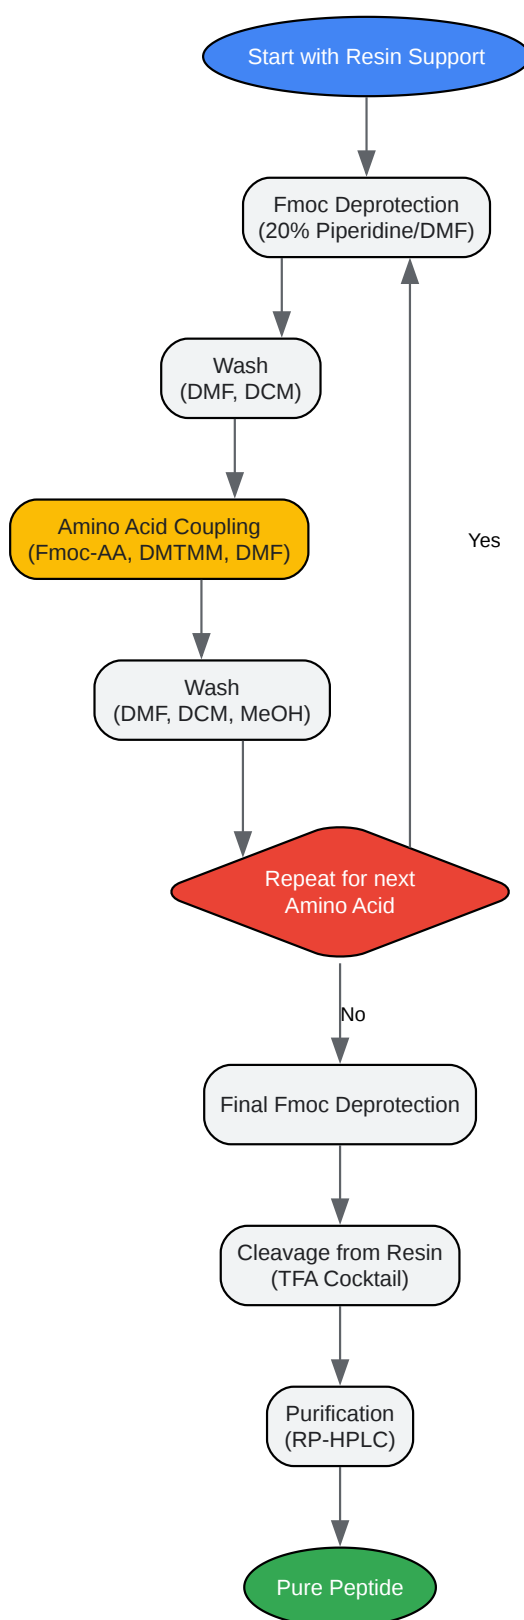 Start with Resin Support
Fmoc Deprotection
(20% Piperidine/DMF)
Wash
(DMF, DCM)
Amino Acid Coupling
(Fmoc-AA, DMTMM, DMF)
Yes
Wash
(DMF, DCM, MeOH)
Repeat for next
Amino Acid
No
Final Fmoc Deprotection
Cleavage from Resin
(TFA Cocktail)
Purification
(RP-HPLC)
Pure Peptide